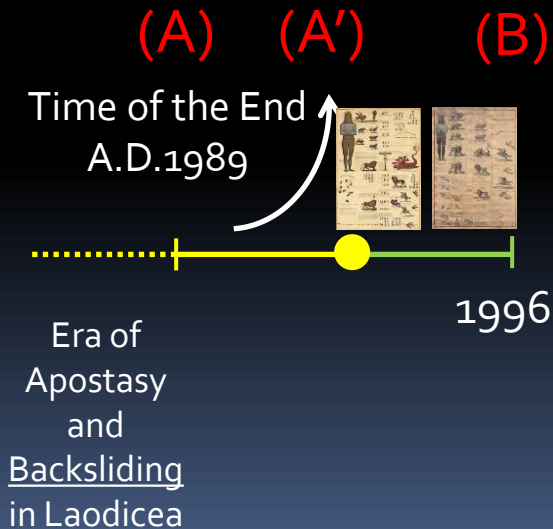 (A) (A') (B)
Time of the End
A.D.1989
1996
Era of
Apostasy
and
Backsliding
in Laodicea